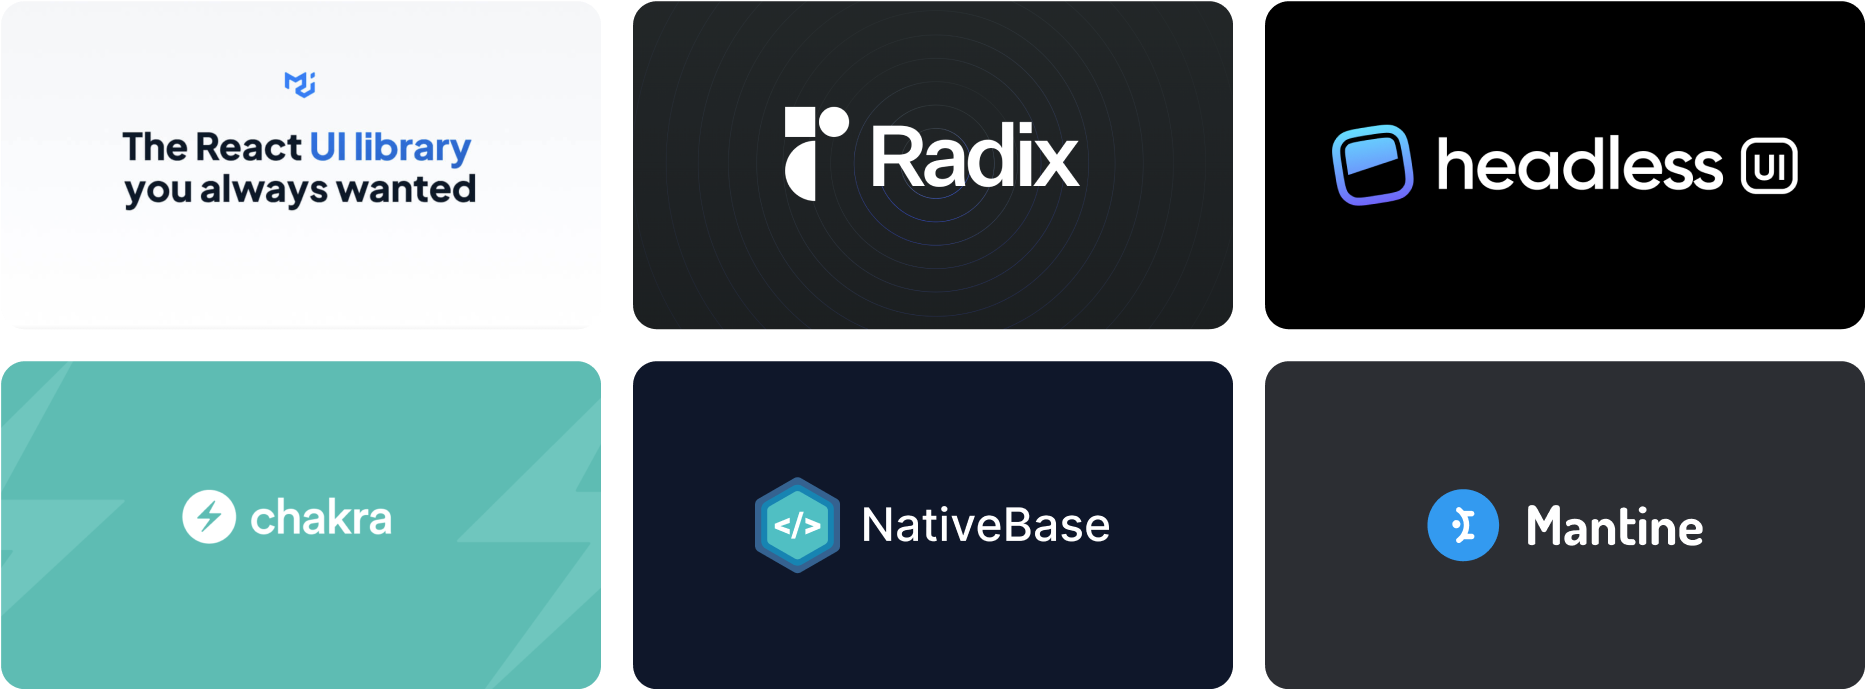 The React UI library
you always wanted
Radix
headless UI
chakra
</>
NativeBase
Mantine